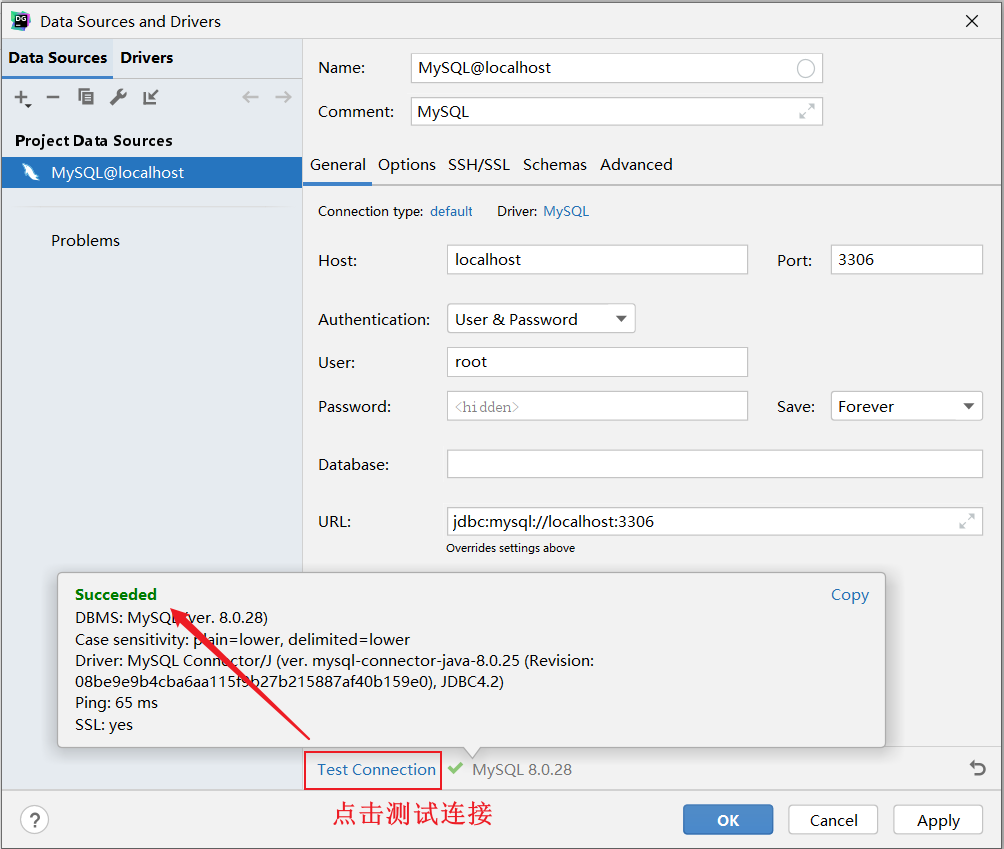 Data Sources and Drivers
Data Sources Drivers
Project Data Sources
MySQL@localhost
Problems
Name: MySQL@localhost
Comment: MySQL
General Options SSH/SSL Schemas Advanced
Connection type: default Driver: MySQL
Host: localhost Port: 3306
Authentication: User & Password
User: root
Password: <hidden> Save: Forever
Database:
URL: jdbc:mysql://localhost:3306
Overrides settings above
Succeeded Copy
DBMS: MySQL (ver. 8.0.28)
Case sensitivity: plain=lower, delimited=lower
Driver: MySQL Connector/J (ver. mysql-connector-java-8.0.25 (Revision:
08be9e9b4cba6aa115f9b27b215887af40b159e0), JDBC4.2)
Ping: 65 ms
SSL: yes
Test Connection MySQL 8.0.28
点击测试连接
? OK Cancel Apply